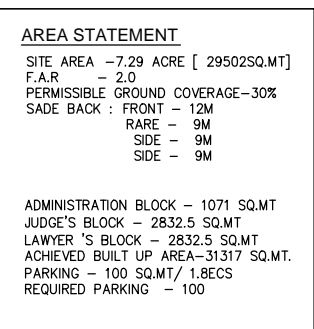 AREA STATEMENT
SITE AREA -7.29 ACRE [ 29502SQ.MT]
F.A.R - 2.0
PERMISSIBLE GROUND COVERAGE-30%
SADE BACK : FRONT - 12M
RARE - 9M
SIDE - 9M
SIDE - 9M
ADMINISTRATION BLOCK - 1071 SQ.MT
JUDGE'S BLOCK - 2832.5 SQ.MT
LAWYER 'S BLOCK - 2832.5 SQ.MT
ACHIEVED BUILT UP AREA-31317 SQ.MT.
PARKING - 100 SQ.MT/ 1.8ECS
REQUIRED PARKING - 100